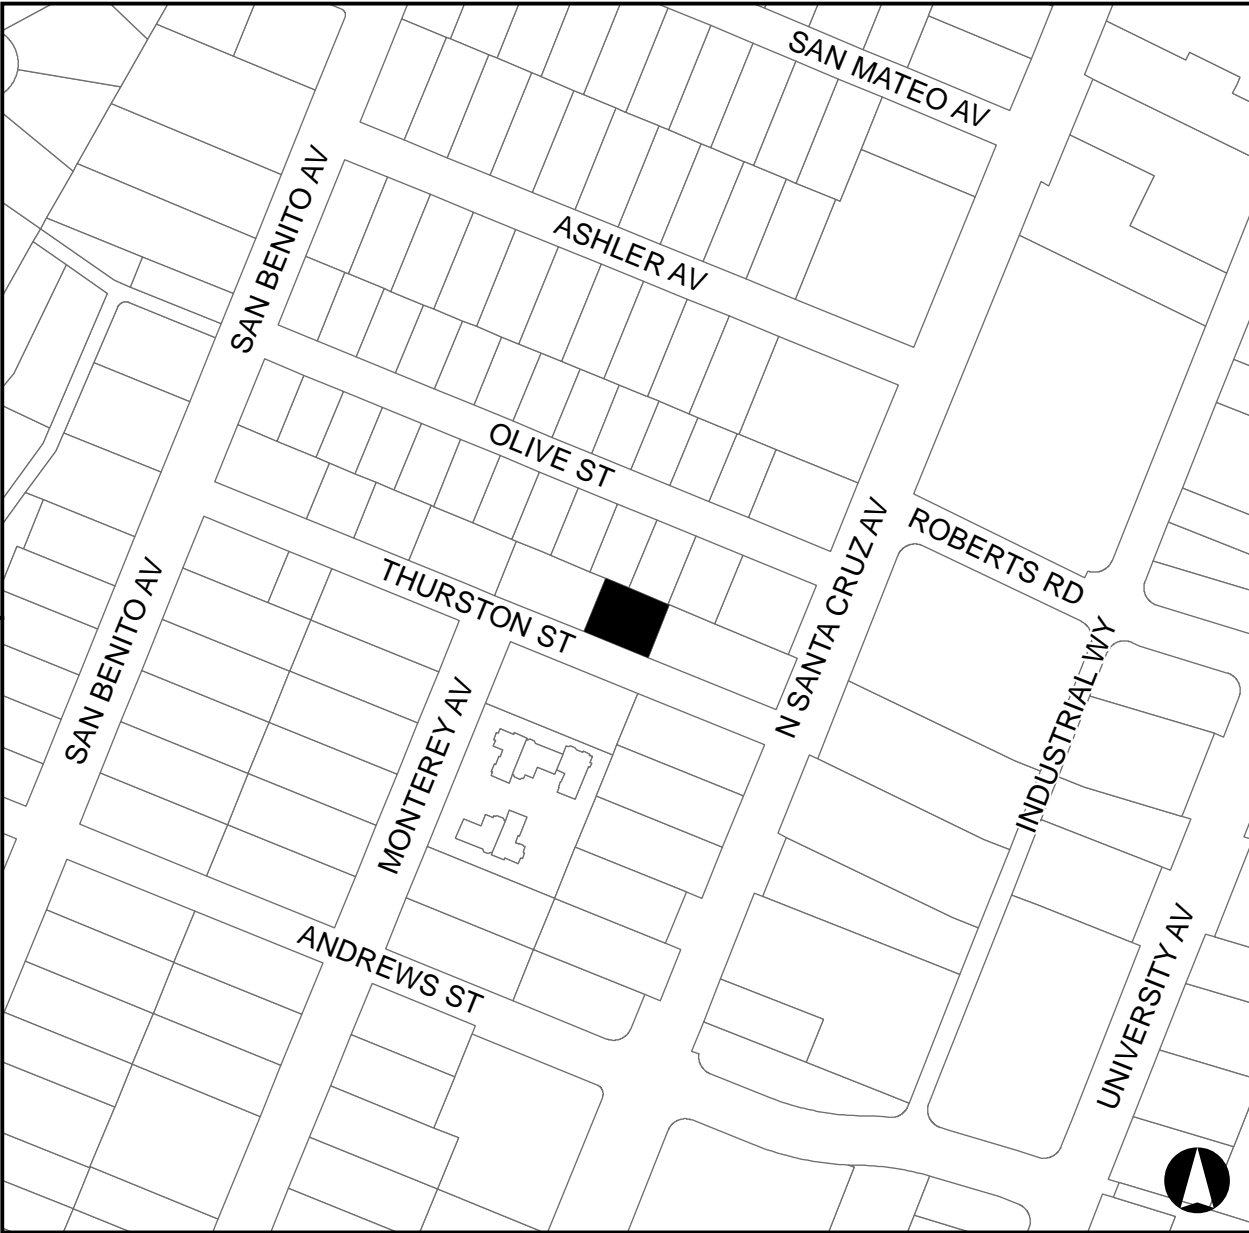 SAN MATEO AV
SAN BENITO AV
ASHLER AV
OLIVE ST
N SANTA CRUZ AV
ROBERTS RD
THURSTON ST
SAN BENITO AV
INDUSTRIAL WY
MONTEREY AV
ANDREWS ST
UNIVERSITY AV